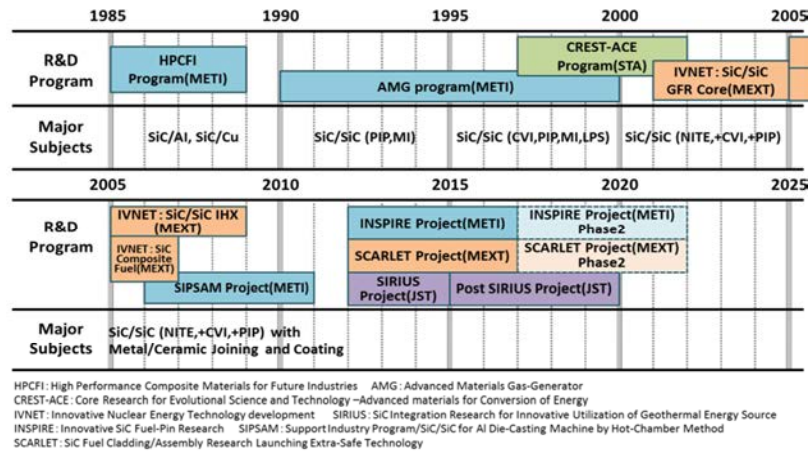 1985 1990 1995 2000 2005
R&D
Program
HPCFI
Program(METI)
AMG program(METI)
CREST-ACE
Program(STA)
IVNET : SiC/SiC
GFR Core(MEXT)
Major
Subjects
SiC/Al, SiC/Cu
SiC/SiC (PIP,MI)
SiC/SiC (CVI,PIP,MI,LPS)
SiC/SiC (NITE,+CVI,+PIP)
2005 2010 2015 2020 2025
R&D
Program
IVNET : SiC/SiC IHX
(MEXT)
IVNET : SiC
Composite
Fuel(MEXT)
SIPSAM Project(METI)
INSPIRE Project(METI)
INSPIRE Project(METI)
Phase2
SCARLET Project(MEXT)
SCARLET Project(MEXT)
Phase2
SIRIUS
Project(JST)
Post SIRIUS Project(JST)
Major
Subjects
SiC/SiC (NITE,+CVI,+PIP) with
Metal/Ceramic Joining and Coating
HPCFI : High Performance Composite Materials for Future Industries AMG : Advanced Materials Gas-Generator
CREST-ACE : Core Research for Evolutional Science and Technology –Advanced materials for Conversion of Energy
IVNET : Innovative Nuclear Energy Technology development SIRIUS : SiC Integration Research for Innovative Utilization of Geothermal Energy Source
INSPIRE : Innovative SiC Fuel-Pin Research SIPSAM : Support Industry Program/SiC/SiC for Al Die-Casting Machine by Hot-Chamber Method
SCARLET : SiC Fuel Cladding/Assembly Research Launching Extra-Safe Technology